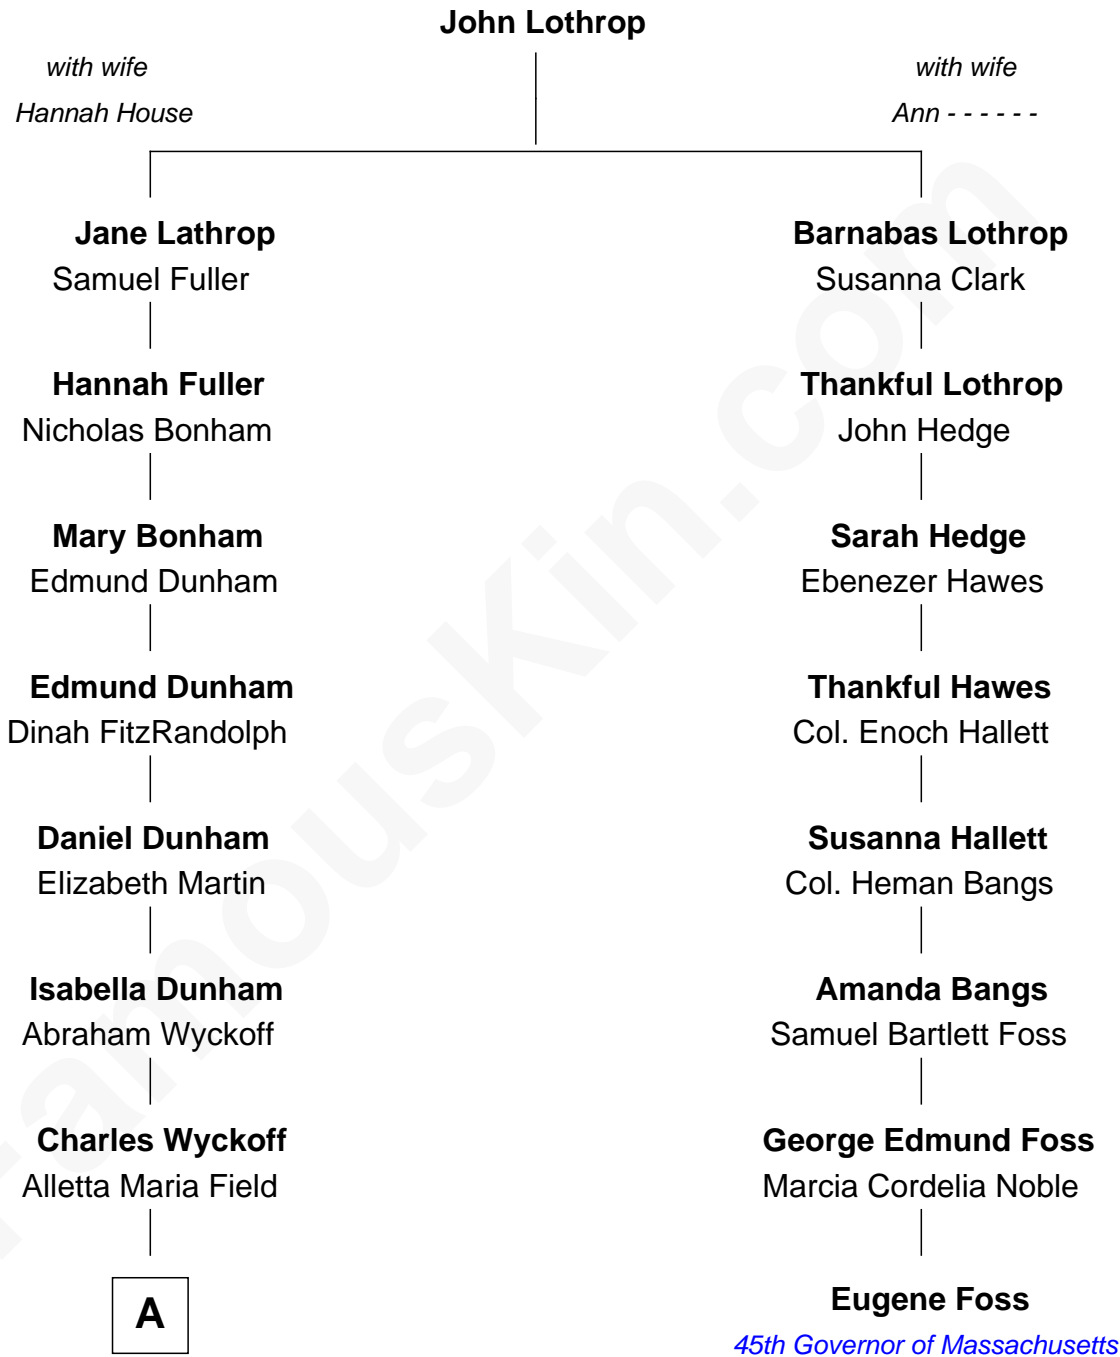 John Lothrop
with wife
Hannah House
with wife
Ann - - - - - -
Jane Lathrop
Samuel Fuller
Barnabas Lothrop
Susanna Clark
Hannah Fuller
Nicholas Bonham
Thankful Lothrop
John Hedge
Mary Bonham
Edmund Dunham
Sarah Hedge
Ebenezer Hawes
Edmund Dunham
Dinah FitzRandolph
Thankful Hawes
Col. Enoch Hallett
Daniel Dunham
Elizabeth Martin
Susanna Hallett
Col. Heman Bangs
Isabella Dunham
Abraham Wyckoff
Amanda Bangs
Samuel Bartlett Foss
Charles Wyckoff
Alletta Maria Field
George Edmund Foss
Marcia Cordelia Noble
A
Eugene Foss
45th Governor of Massachusetts
FamousKin.com